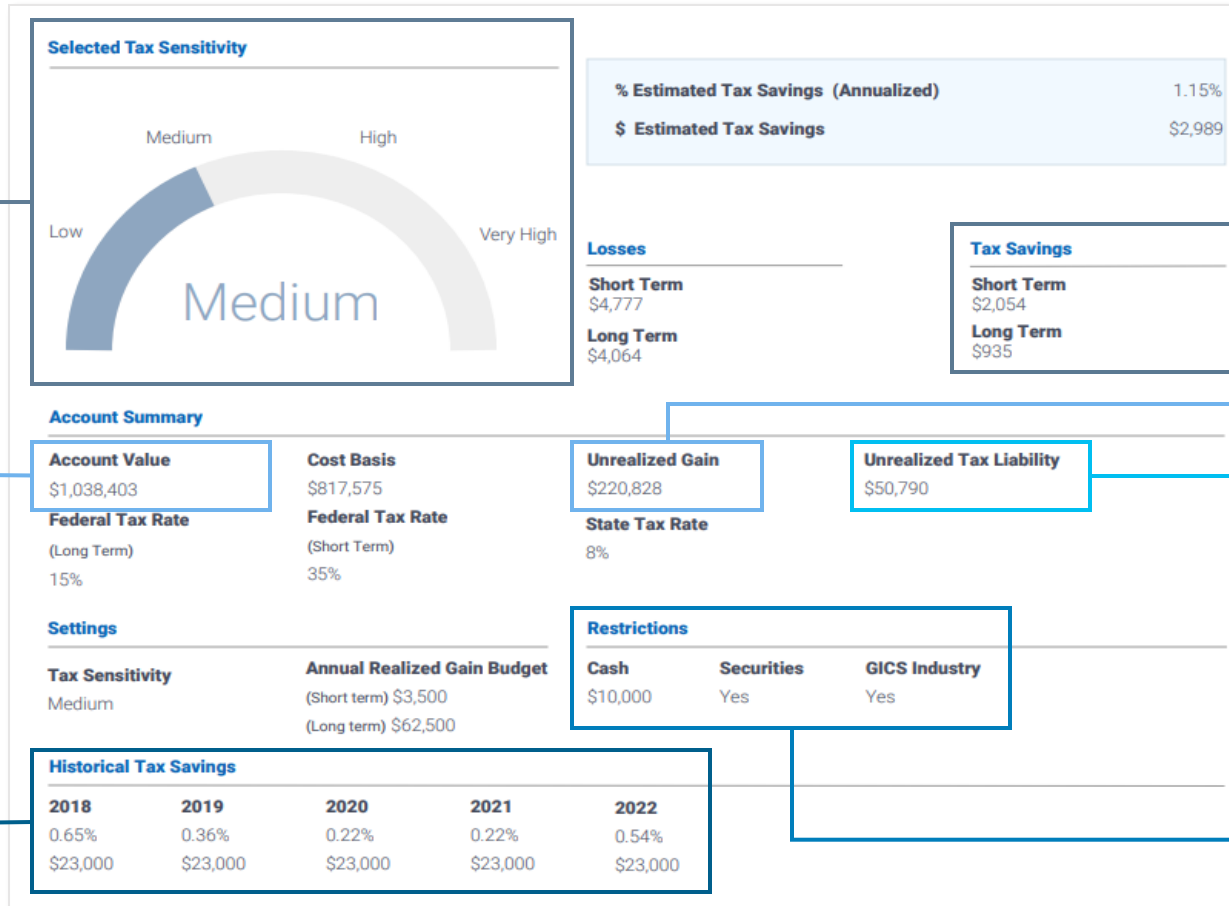 Selected Tax Sensitivity
Medium
High
Low
Very High
Medium
% Estimated Tax Savings (Annualized) 1.15%
$ Estimated Tax Savings $2,989
Losses
Short Term
$4,777
Long Term
$4,064
Tax Savings
Short Term
$2,054
Long Term
$935
Account Summary
Account Value
$1,038,403
Cost Basis
$817,575
Unrealized Gain
$220,828
Unrealized Tax Liability
$50,790
Federal Tax Rate
(Long Term)
15%
Federal Tax Rate
(Short Term)
35%
State Tax Rate
8%
Settings
Tax Sensitivity
Medium
Annual Realized Gain Budget
(Short term) $3,500
(Long term) $62,500
Restrictions
Cash Securities GICS Industry
$10,000 Yes Yes
Historical Tax Savings
2018 2019 2020 2021 2022
0.65% 0.36% 0.22% 0.22% 0.54%
$23,000 $23,000 $23,000 $23,000 $23,000